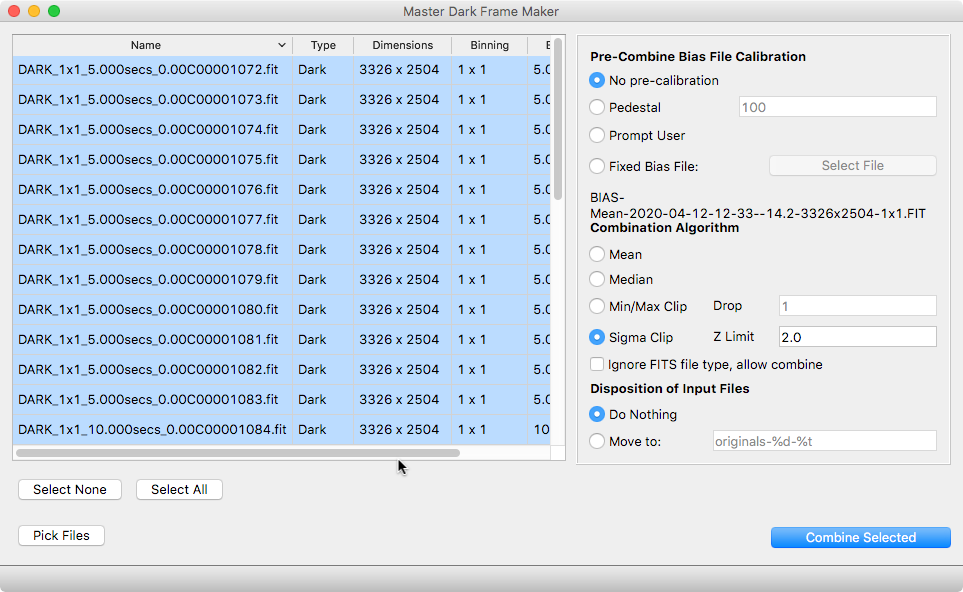 Master Dark Frame Maker
Name Type Dimensions Binning E
DARK_1x1_5.000secs_0.00C00001072.fit Dark 3326 x 2504 1 x 1 5.0
DARK_1x1_5.000secs_0.00C00001073.fit Dark 3326 x 2504 1 x 1 5.0
DARK_1x1_5.000secs_0.00C00001074.fit Dark 3326 x 2504 1 x 1 5.0
DARK_1x1_5.000secs_0.00C00001075.fit Dark 3326 x 2504 1 x 1 5.0
DARK_1x1_5.000secs_0.00C00001076.fit Dark 3326 x 2504 1 x 1 5.0
DARK_1x1_5.000secs_0.00C00001077.fit Dark 3326 x 2504 1 x 1 5.0
DARK_1x1_5.000secs_0.00C00001078.fit Dark 3326 x 2504 1 x 1 5.0
DARK_1x1_5.000secs_0.00C00001079.fit Dark 3326 x 2504 1 x 1 5.0
DARK_1x1_5.000secs_0.00C00001080.fit Dark 3326 x 2504 1 x 1 5.0
DARK_1x1_5.000secs_0.00C00001081.fit Dark 3326 x 2504 1 x 1 5.0
DARK_1x1_5.000secs_0.00C00001082.fit Dark 3326 x 2504 1 x 1 5.0
DARK_1x1_5.000secs_0.00C00001083.fit Dark 3326 x 2504 1 x 1 5.0
DARK_1x1_10.000secs_0.00C00001084.fit Dark 3326 x 2504 1 x 1 10
Select None Select All
Pick Files
Pre-Combine Bias File Calibration
No pre-calibration
Pedestal 100
Prompt User
Fixed Bias File: Select File
BIAS-
Mean-2020-04-12-12-33--14.2-3326x2504-1x1.FIT
Combination Algorithm
Mean
Median
Min/Max Clip Drop 1
Sigma Clip Z Limit 2.0
Ignore FITS file type, allow combine
Disposition of Input Files
Do Nothing
Move to: originals-%d-%t
Combine Selected